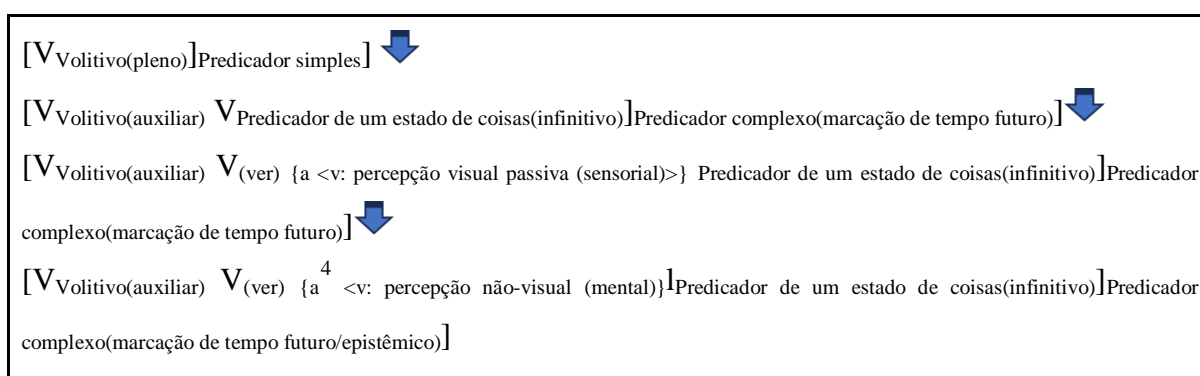 [VVolitivo(pleno)]Predicador simples]
[VVolitivo(auxiliar) VPredicador de um estado de coisas(infinitivo)]Predicador complexo(marcação de tempo futuro)]
[VVolitivo(auxiliar) V(ver) {a <v: percepção visual passiva (sensorial)>} Predicador de um estado de coisas(infinitivo)]Predicador
complexo(marcação de tempo futuro)]
[VVolitivo(auxiliar) V(ver) {a4 <v: percepção não-visual (mental)}]Predicador de um estado de coisas(infinitivo)]Predicador
complexo(marcação de tempo futuro/epistêmico)]